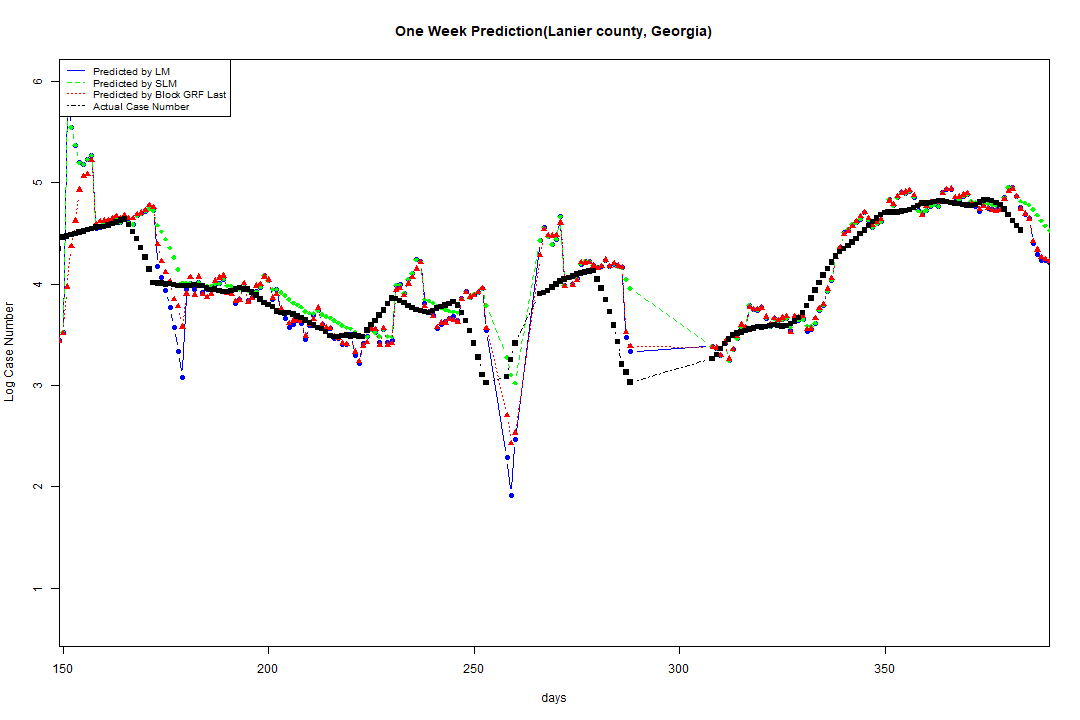 One Week Prediction(Lanier county, Georgia)
Predicted by LM
Predicted by SLM
Predicted by Block GRF Last
Actual Case Number
6
5
4
3
2
1
Log Case Number
150 200 250 300 350
days